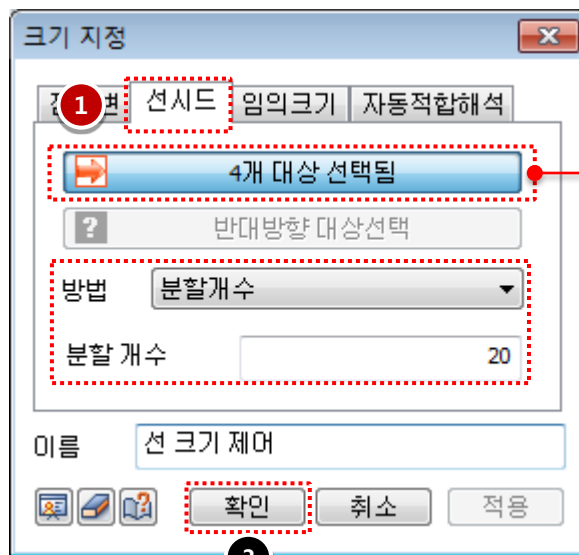 크기 지정
1
선시드
임의크기
자동적합해석
4개 대상 선택됨
?
반대방향 대상선택
방법
분할개수
분할 개수
20
이름
선 크기 제어
확인
취소
적용